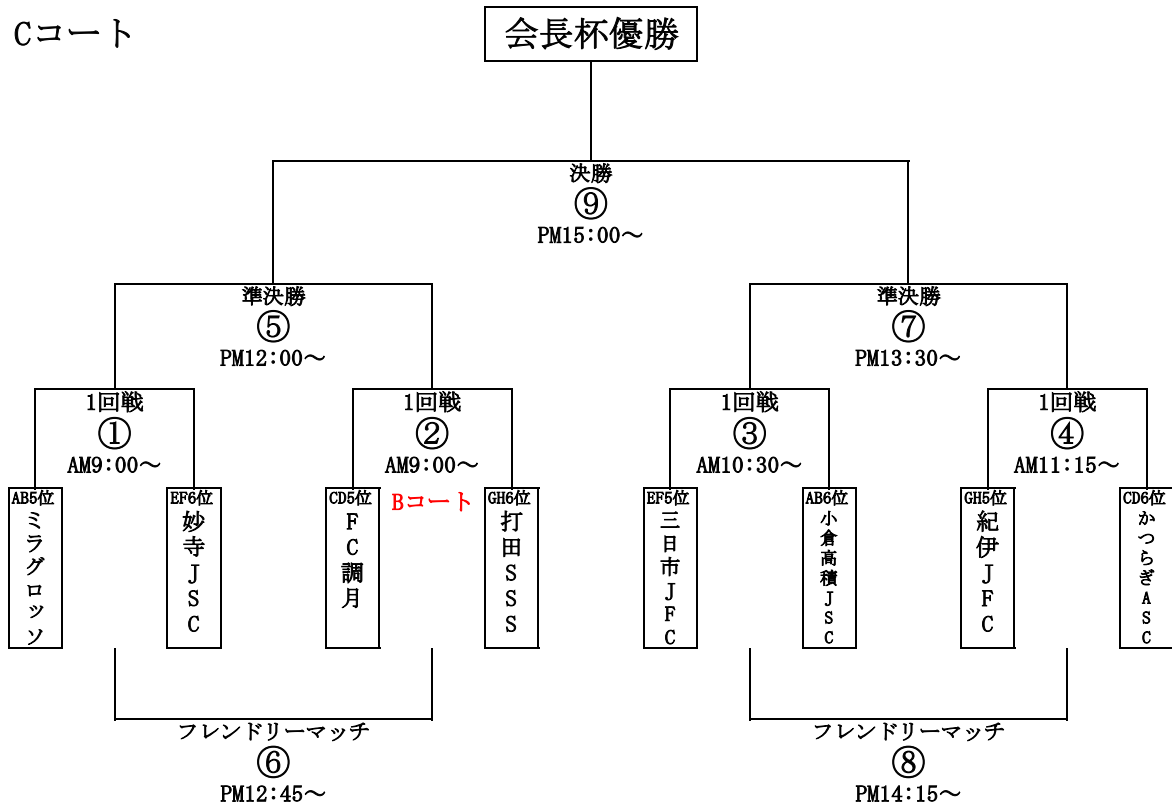 Cコート
会長杯優勝
決勝
⑨
PM15:00～
準決勝
⑤
PM12:00～
準決勝
⑦
PM13:30～
1回戦
①
AM9:00～
1回戦
②
AM9:00～
1回戦
③
AM10:30～
1回戦
④
AM11:15～
AB5位
ミラグロッソ
EF6位
妙寺JSC
CD5位
FC調月
Bコート
GH6位
打田SSS
EF5位
三日市JFC
AB6位
小倉高積JSC
GH5位
紀伊JFC
CD6位
かつらぎASC
フレンドリーマッチ
⑥
PM12:45～
フレンドリーマッチ
⑧
PM14:15～